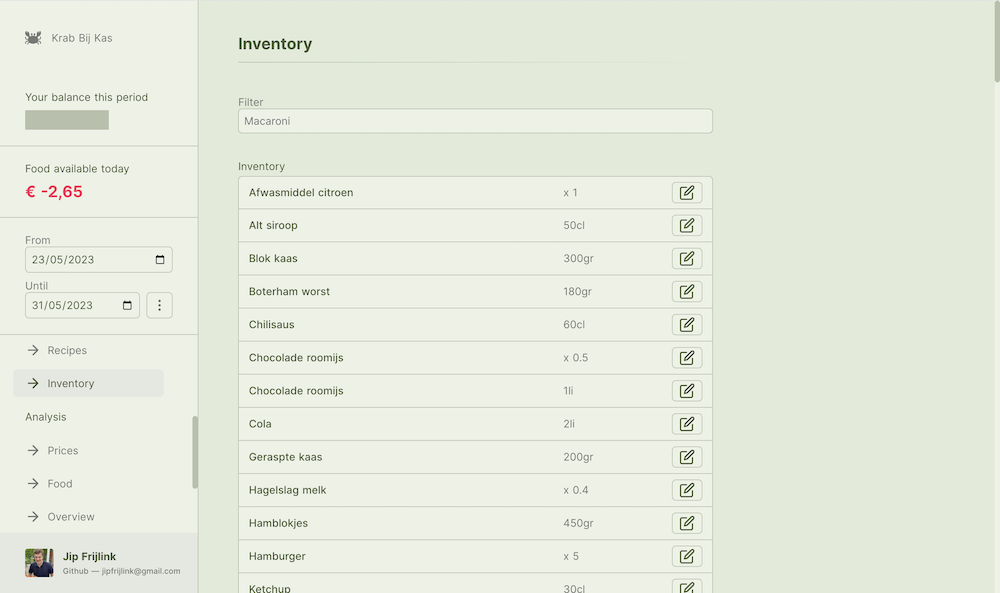 Krab Bij Kas
Your balance this period
Food available today
€ -2,65
From
23/05/2023
Until
31/05/2023
Recipes
Inventory
Analysis
Prices
Food
Overview
Jip Frijlink
Github — jipfrijlink@gmail.com
Inventory
Filter
Macaroni
Inventory
Afwasmiddel citroen x 1
Alt siroop 50cl
Blok kaas 300gr
Boterham worst 180gr
Chilisaus 60cl
Chocolade roomijs x 0.5
Chocolade roomijs 1li
Cola 2li
Geraspte kaas 200gr
Hagelslag melk x 0.4
Hamblokjes 450gr
Hamburger x 5
Ketchup 30cl